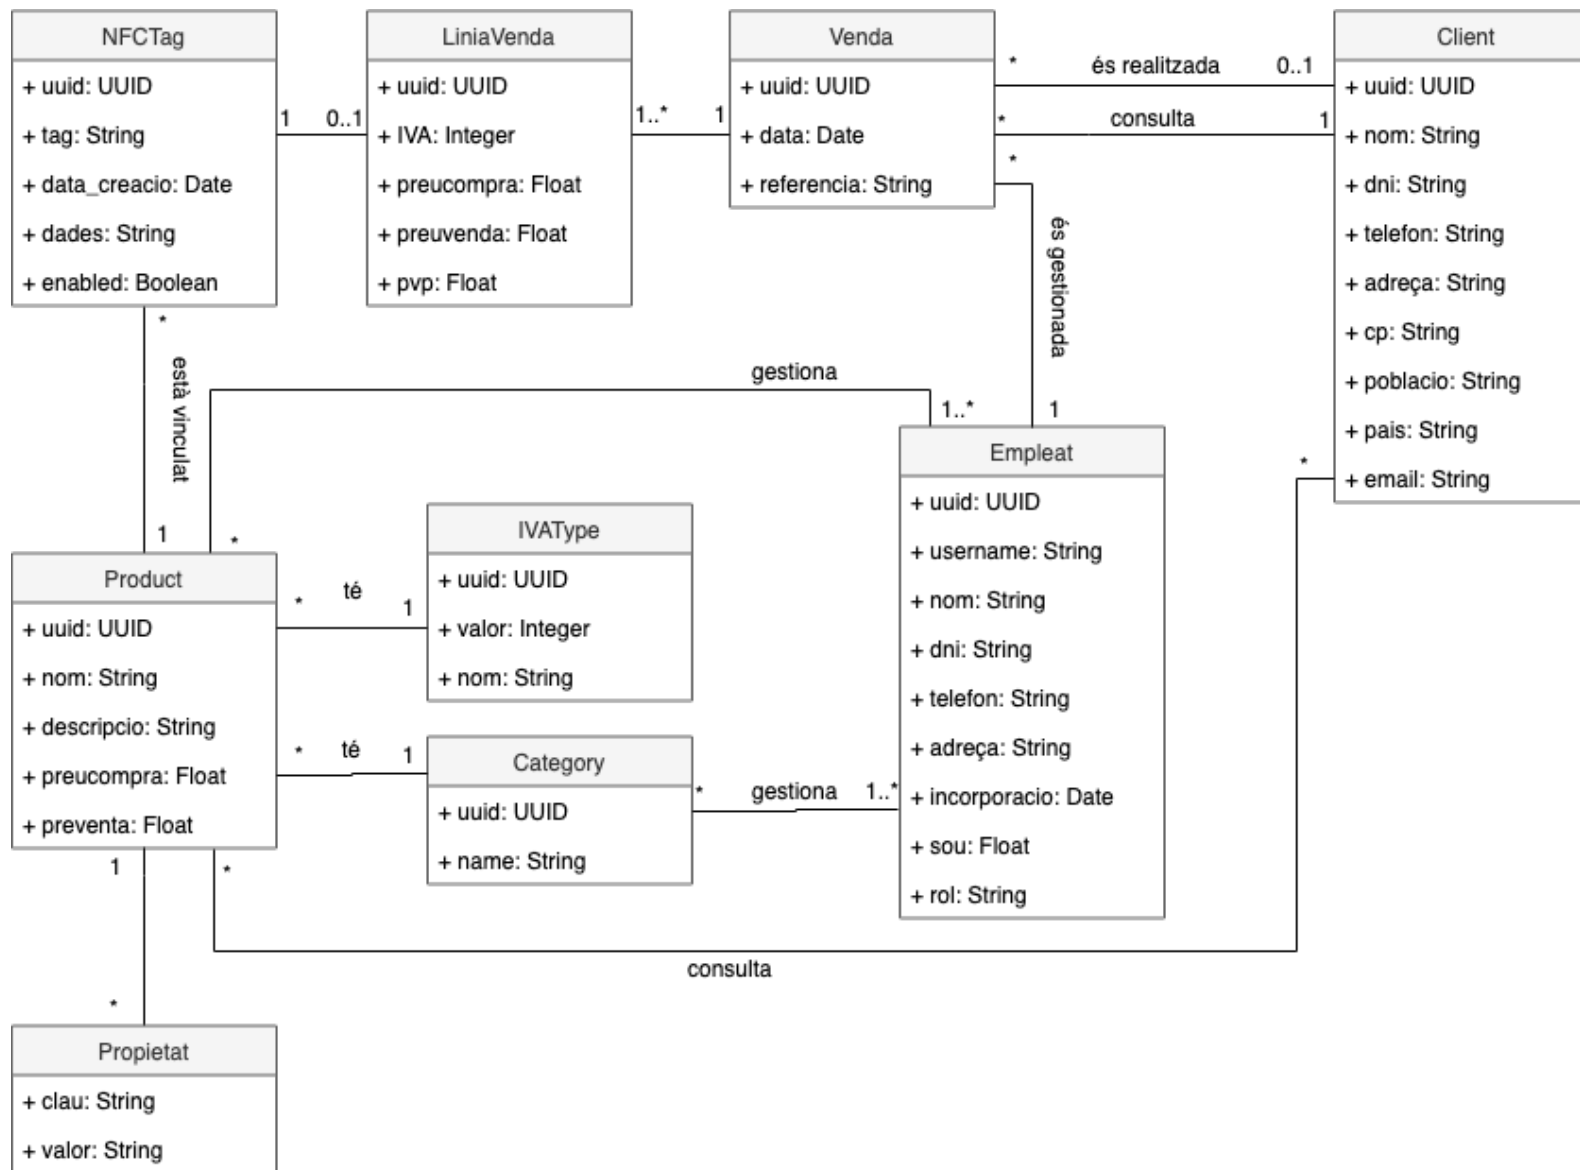 NFCTag
+ uuid: UUID
+ tag: String
+ data_creacio: Date
+ dades: String
+ enabled: Boolean
1
0..1
LiniaVenda
+ uuid: UUID
+ IVA: Integer
+ preucompra: Float
+ preuvenda: Float
+ pvp: Float
1..*
1
Venda
+ uuid: UUID
+ data: Date
+ referencia: String
*
és realitzada
0..1
*
consulta
1
*
és gestionada
1
Client
+ uuid: UUID
+ nom: String
+ dni: String
+ telefon: String
+ adreça: String
+ cp: String
+ poblacio: String
+ pais: String
+ email: String
*
*
està vinculat
1
gestiona
1..*
*
Product
+ uuid: UUID
+ nom: String
+ descripcio: String
+ preucompra: Float
+ preventa: Float
*
té
1
IVAType
+ uuid: UUID
+ valor: Integer
+ nom: String
*
té
1
Category
+ uuid: UUID
+ name: String
*
gestiona
1..*
Empleat
+ uuid: UUID
+ username: String
+ nom: String
+ dni: String
+ telefon: String
+ adreça: String
+ incorporacio: Date
+ sou: Float
+ rol: String
1
*
consulta
*
Propietat
+ clau: String
+ valor: String